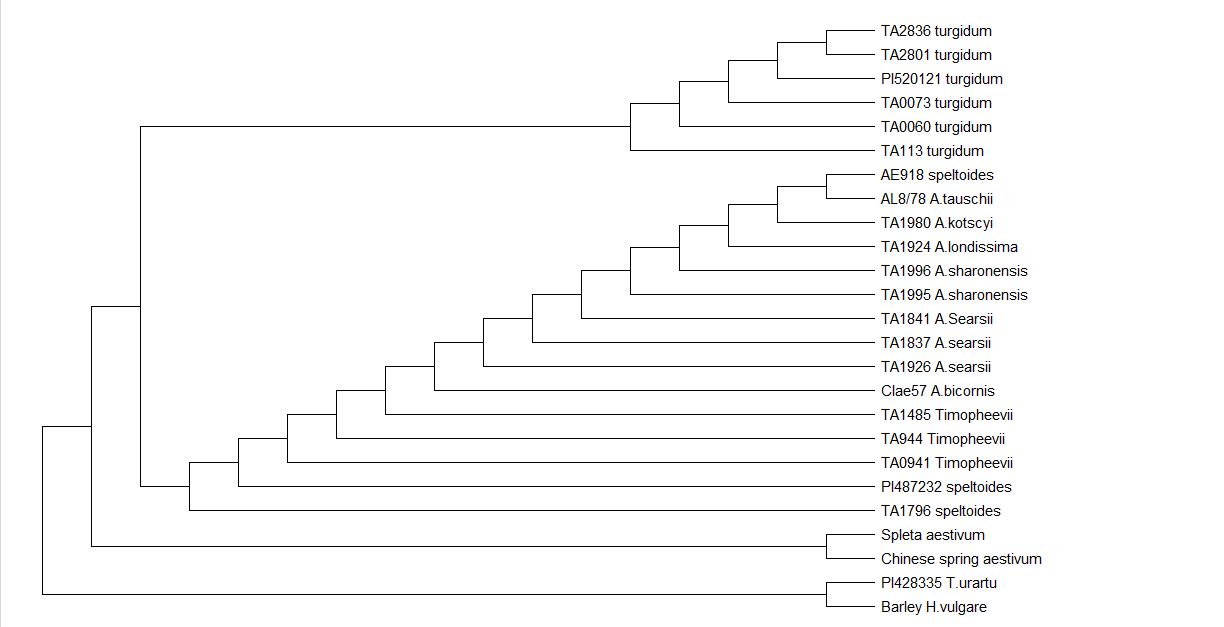 TA2836 turgidum
TA2801 turgidum
PI520121 turgidum
TA0073 turgidum
TA0060 turgidum
TA113 turgidum
AE918 speltoides
AL8/78 A.tauschii
TA1980 A.kotscyi
TA1924 A.londissima
TA1996 A.sharonensis
TA1995 A.sharonensis
TA1841 A.Searsii
TA1837 A.searsii
TA1926 A.searsii
Clae57 A.bicornis
TA1485 Timopheevii
TA944 Timopheevii
TA0941 Timopheevii
PI487232 speltoides
TA1796 speltoides
Spleta aestivum
Chinese spring aestivum
PI428335 T.urartu
Barley H.vulgare